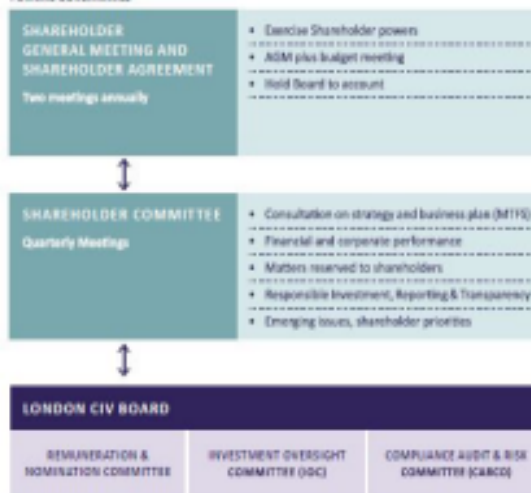 SHAREHOLDER
GENERAL MEETING AND
SHAREHOLDER AGREEMENT
Two meetings annually
• Exercise Shareholder powers
• AGM plus budget meeting
• Hold Board to account
SHAREHOLDER COMMITTEE
Quarterly Meetings
• Consultation on strategy and business plan (MTFS)
• Financial and corporate performance
• Matters reserved to shareholders
• Responsible Investment, Reporting & Transparency
• Emerging issues, shareholder priorities
LONDON CIV BOARD
REMUNERATION &
NOMINATION COMMITTEE
INVESTMENT OVERSIGHT
COMMITTEE (IOC)
COMPLIANCE AUDIT & RISK
COMMITTEE (CARCO)